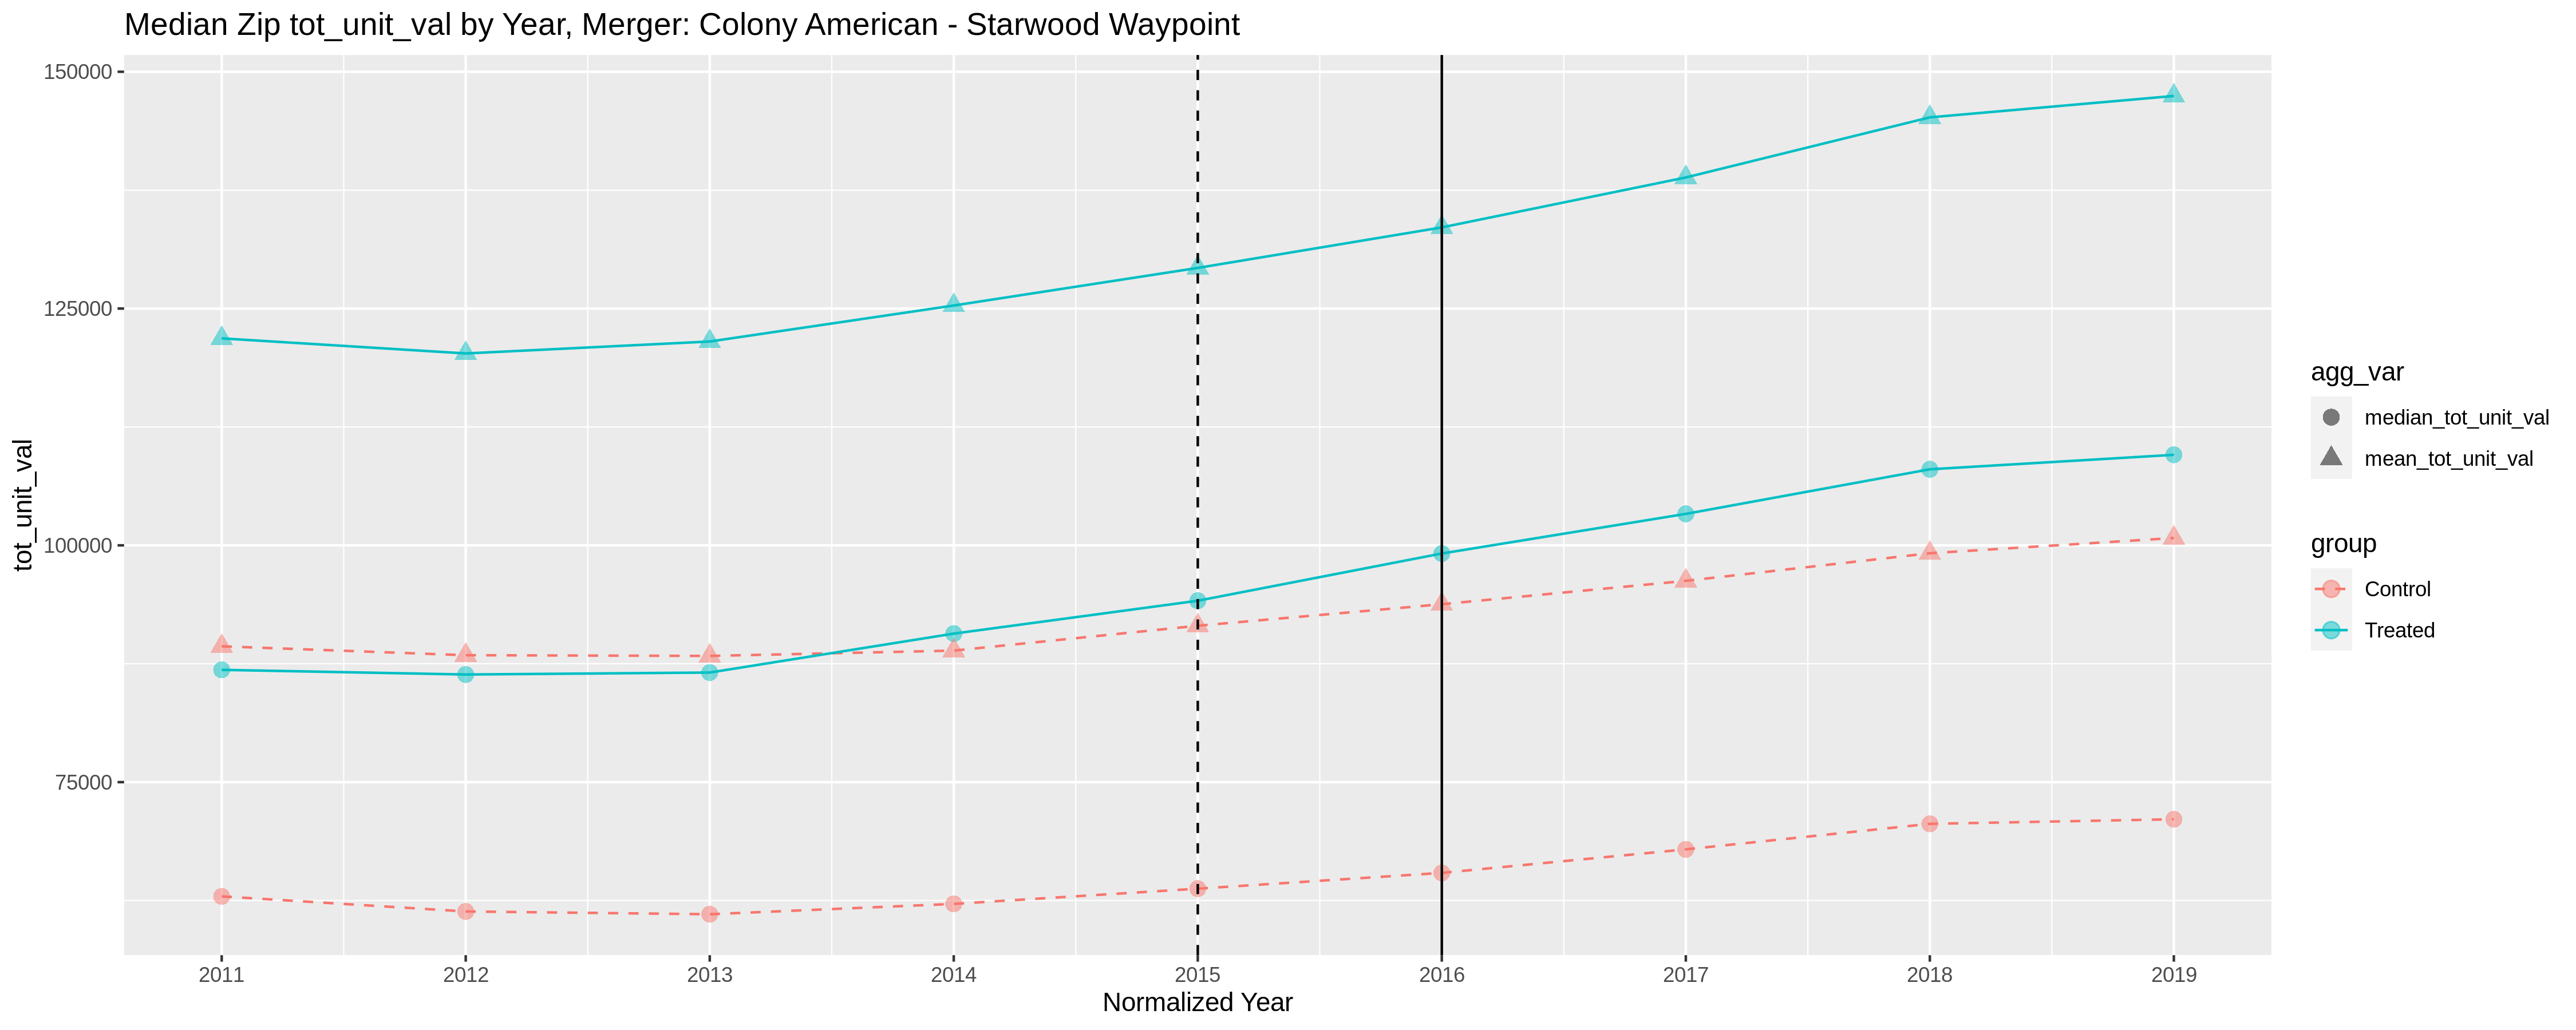 Median Zip tot_unit_val by Year, Merger: Colony American - Starwood Waypoint
tot_unit_val
150000
125000
100000
75000
2011 2012 2013 2014 2015 2016 2017 2018 2019
Normalized Year
agg_var
median_tot_unit_val
mean_tot_unit_val
group
Control
Treated